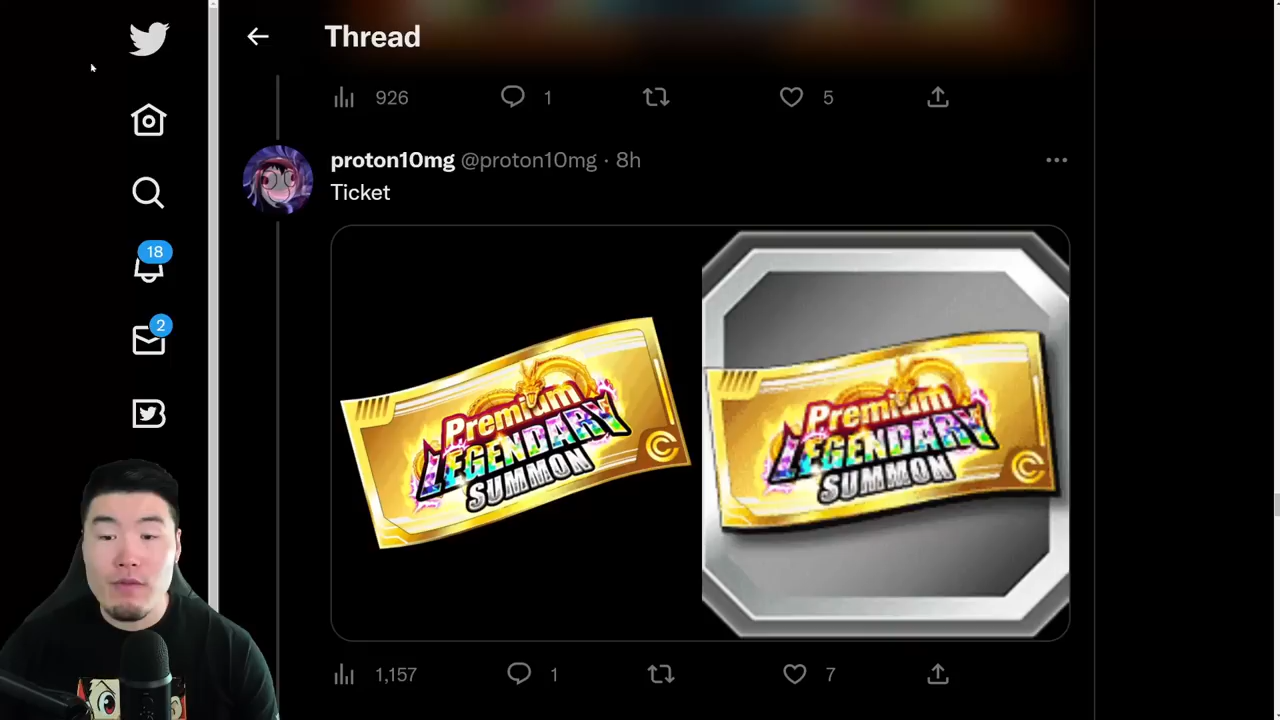 Thread
926
1
5
proton10mg @proton10mg · 8h
Ticket
18
2
Premium
LEGENDARY
SUMMON
C
Premium
LEGENDARY
SUMMON
C
1,157
1
7